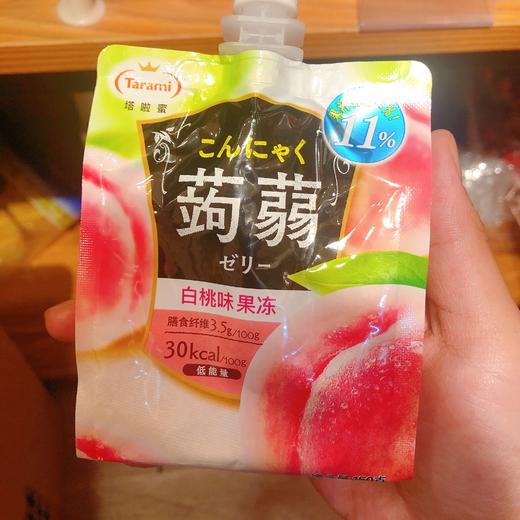 Tarami
塔啦蜜
11%
こんにゃく
蒟蒻
ゼリー
白桃味果冻
膳食纤维3.5g/100g
30kcal/100g
低能量